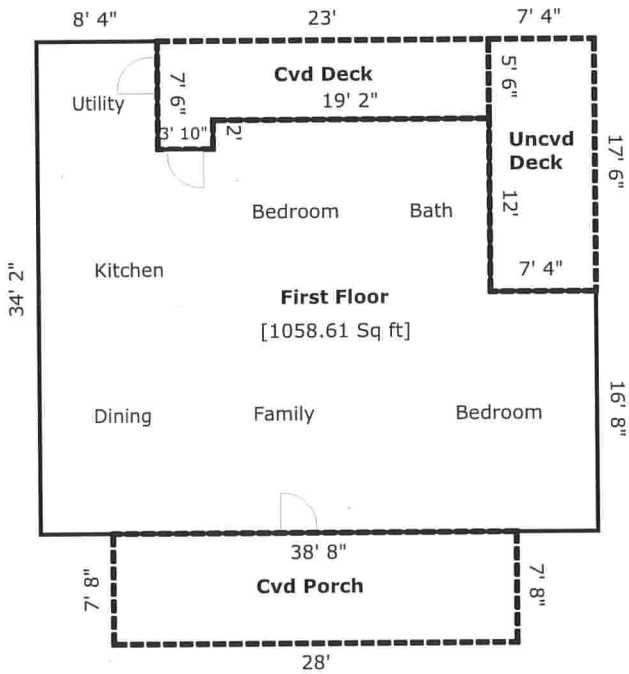 8' 4"
23'
7' 4"
Cvd Deck
7' 6"
19' 2"
5' 6"
Utility
3' 10"
2'
Uncvd
Deck
17' 6"
12'
Bedroom
Bath
Kitchen
7' 4"
34' 2"
First Floor
[1058.61 Sq ft]
Dining
Family
Bedroom
16' 8"
38' 8"
7' 8"
Cvd Porch
7' 8"
28'